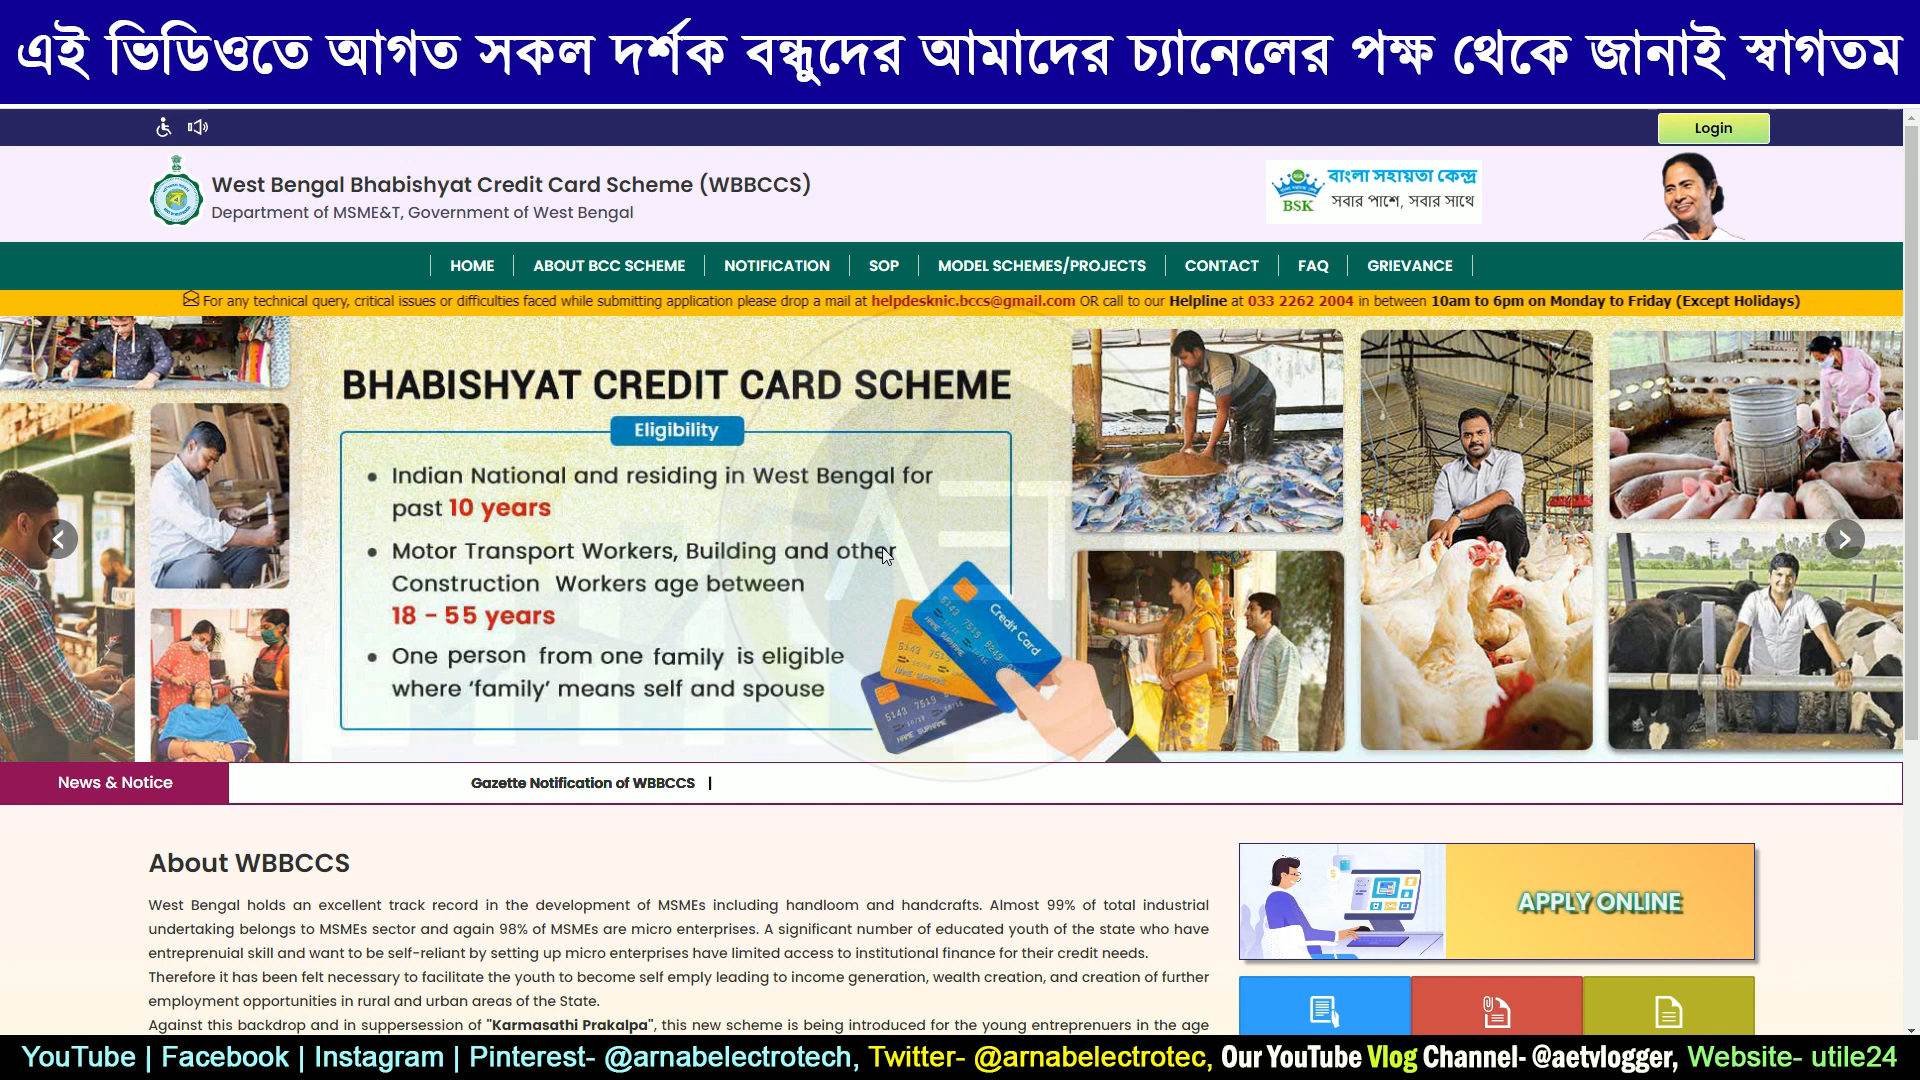 এই ভিডিওতে আগত সকল দর্শক বন্ধুদের আমাদের চ্যানেলের পক্ষ থেকে জানাই স্বাগতম
Login
West Bengal Bhabishyat Credit Card Scheme (WBBCCS)
Department of MSME&T, Government of West Bengal
BSK
বাংলা সহায়তা কেন্দ্র
সবার পাশে, সবার সাথে
HOME
ABOUT BCC SCHEME
NOTIFICATION
SOP
MODEL SCHEMES/PROJECTS
CONTACT
FAQ
GRIEVANCE
For any technical query, critical issues or difficulties faced while submitting application please drop a mail at helpdesknic.bccs@gmail.com OR call to our Helpline at 033 2262 2004 in between 10am to 6pm on Monday to Friday (Except Holidays)
BHABISHYAT CREDIT CARD SCHEME
Eligibility
• Indian National and residing in West Bengal for
past 10 years
• Motor Transport Workers, Building and other
Construction Workers age between
18 - 55 years
• One person from one family is eligible
where ‘family’ means self and spouse
Credit Card
AET
News & Notice
Gazette Notification of WBBCCS |
About WBBCCS
West Bengal holds an excellent track record in the development of MSMEs including handloom and handcrafts. Almost 99% of total industrial
undertaking belongs to MSMEs sector and again 98% of MSMEs are micro enterprises. A significant number of educated youth of the state who have
entreprenuial skill and want to be self-reliant by setting up micro enterprises have limited access to institutional finance for their credit needs.
Therefore it has been felt necessary to facilitate the youth to become self emply leading to income generation, wealth creation, and creation of further
employment opportunities in rural and urban areas of the State.
Against this backdrop and in suppersession of "Karmasathi Prakalpa", this new scheme is being introduced for the young entreprenuers in the age
APPLY ONLINE
YouTube | Facebook | Instagram | Pinterest- @arnabelectrotech, Twitter- @arnabelectrotec, Our YouTube Vlog Channel- @aetvlogger, Website- utile24